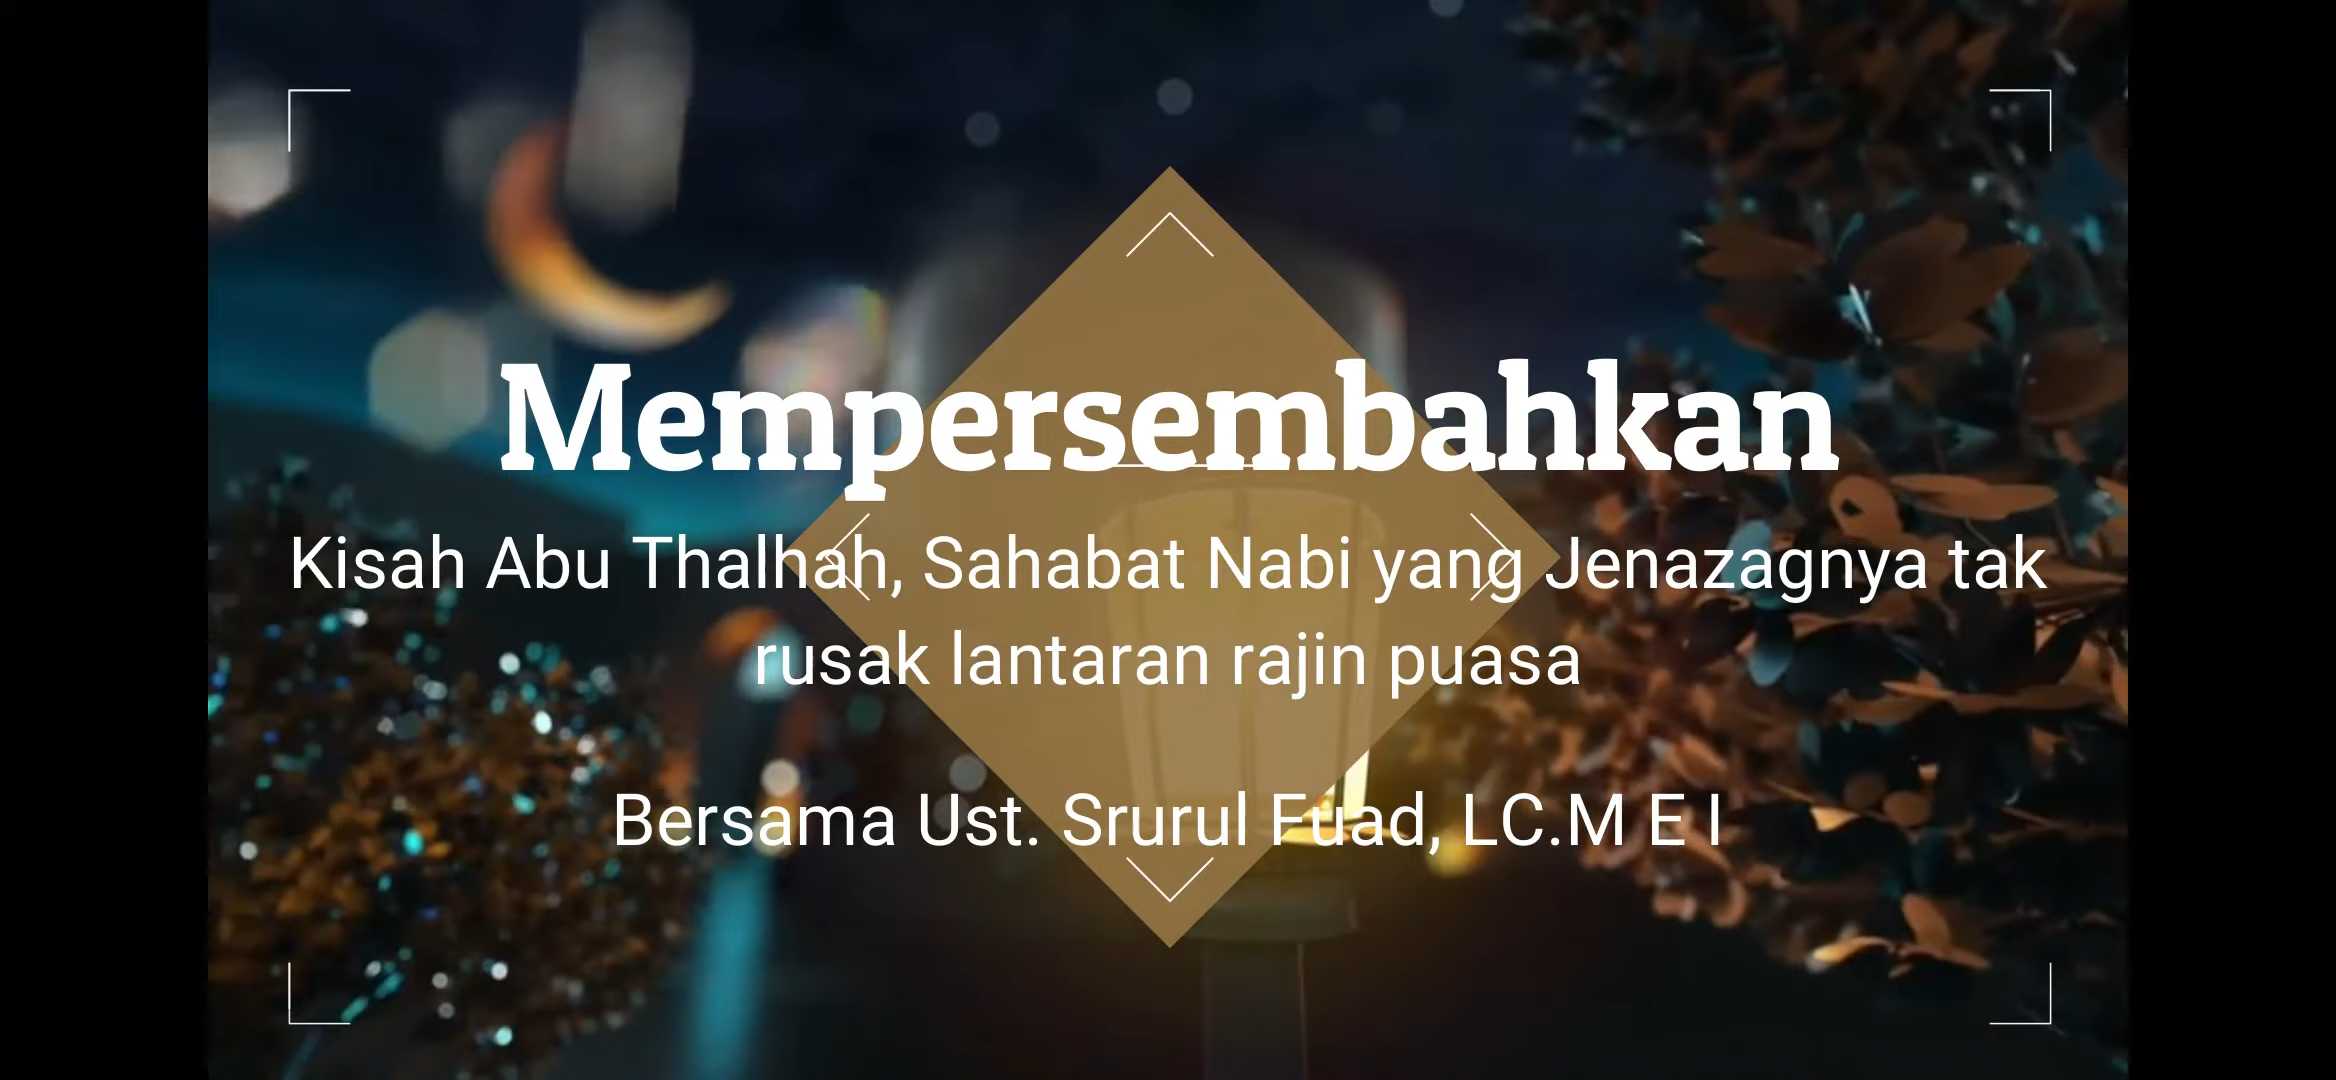 Mempersembahkan
Kisah Abu Thalhah, Sahabat Nabi yang Jenazagnya tak
rusak lantaran rajin puasa
Bersama Ust. Srurul Fuad, LC.M E I